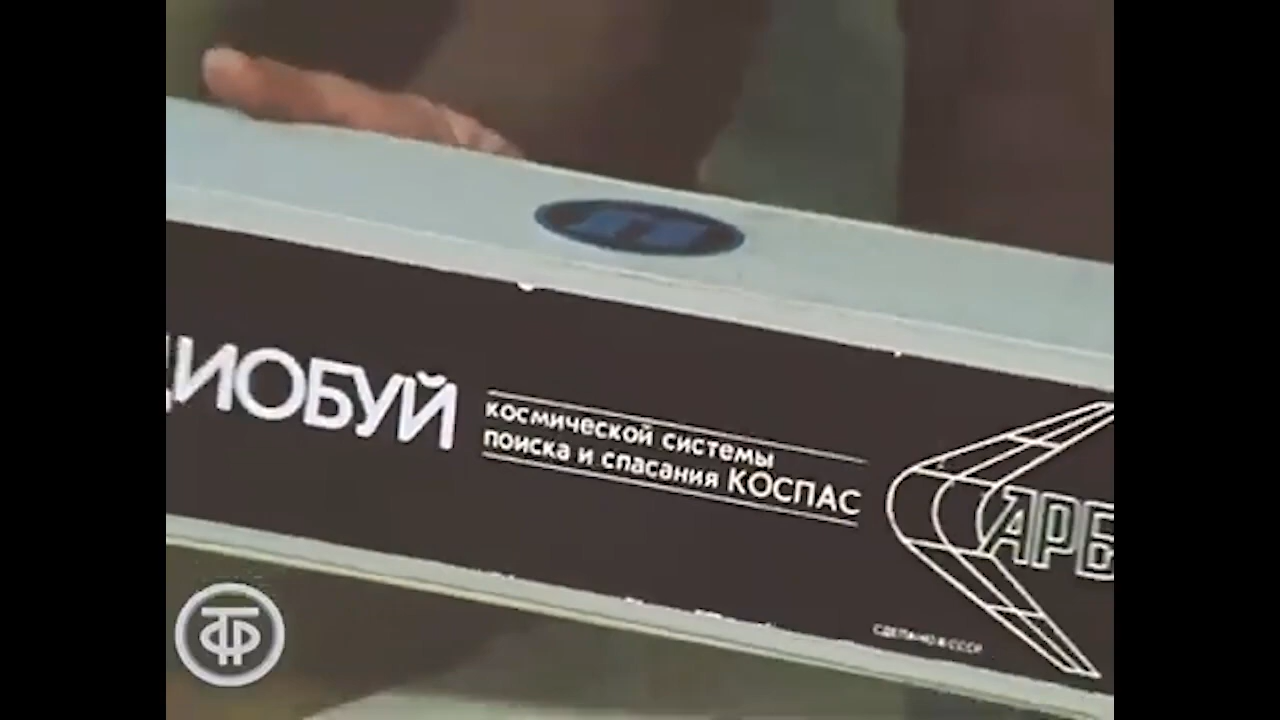 ДИОБУЙ
космической системы
поиска и спасания КОСПАС
АРБ
СДЕЛАНО В СССР